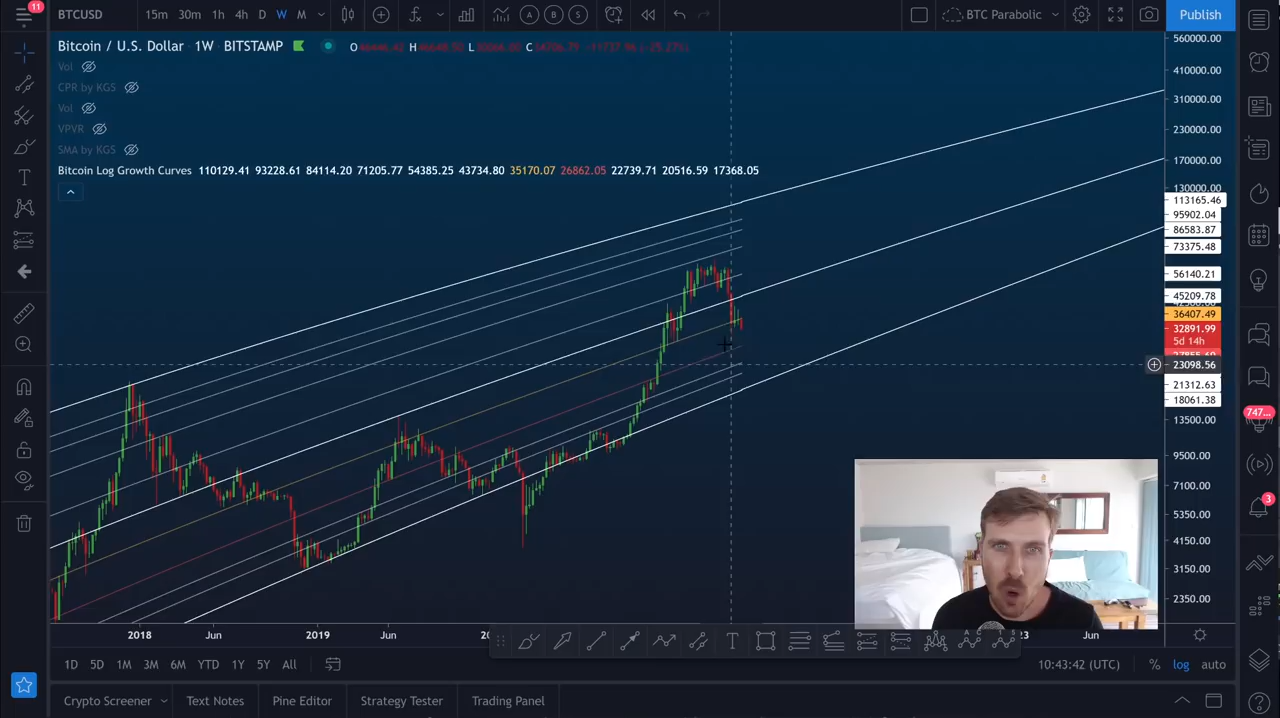 11
BTCUSD 15m 30m 1h 4h D W M BTC Parabolic Publish
Bitcoin / U.S. Dollar 1W BITSTAMP O H L C
Vol
CPR by KGS
Vol
VPVR
SMA by KGS
Bitcoin Log Growth Curves 110129.41 93228.61 84114.20 71205.77 54385.25 43734.80 35170.07 26862.05 22739.71 20516.59 17368.05
560000.00
410000.00
310000.00
230000.00
170000.00
130000.00
113165.46
95902.04
86583.87
73375.48
56140.21
45209.78
36407.49
32891.99
5d 14h
23098.56
21312.63
18061.38
13500.00
9500.00
7100.00
5350.00
4150.00
3150.00
2350.00
747...
3
2018 Jun 2019 Jun Jun
1D 5D 1M 3M 6M YTD 1Y 5Y All 10:43:42 (UTC) % log auto
Crypto Screener Text Notes Pine Editor Strategy Tester Trading Panel